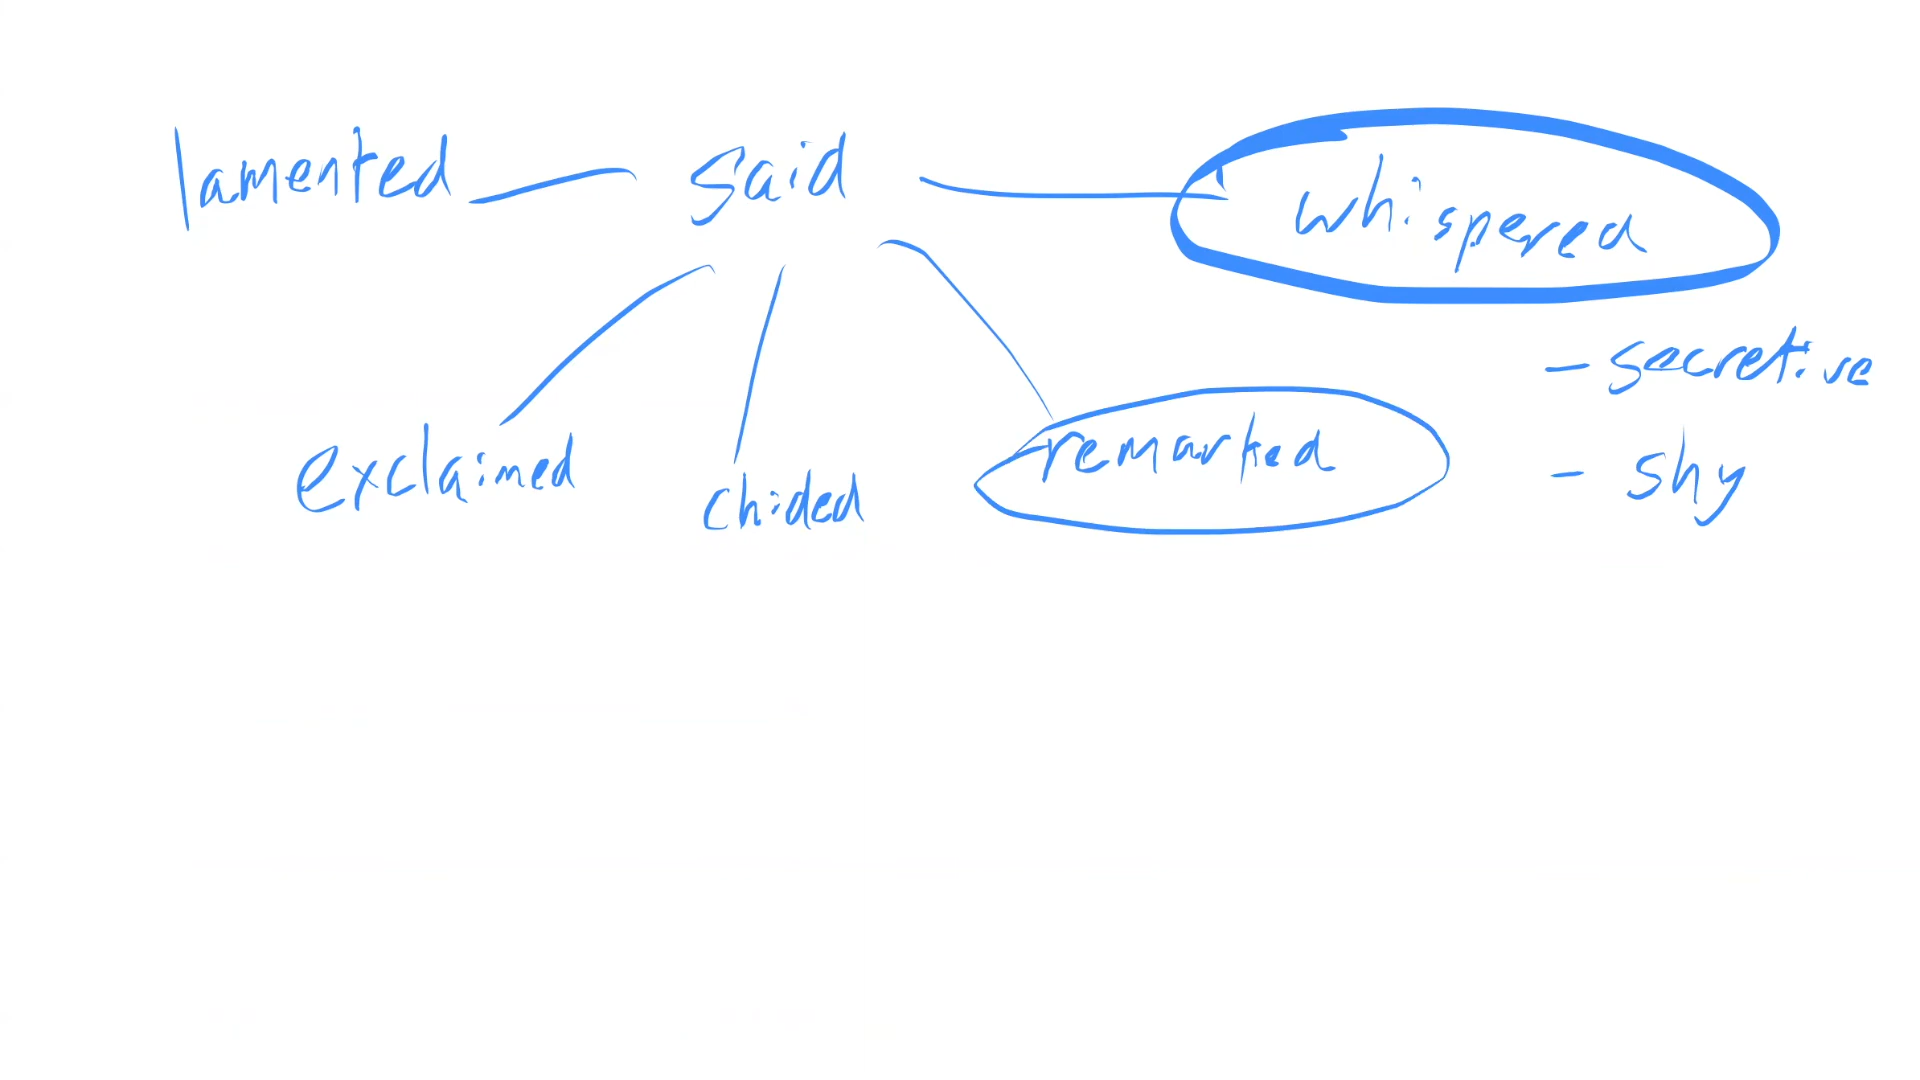 lamented said whispered
- secretive
exclaimed chided remarked
- shy